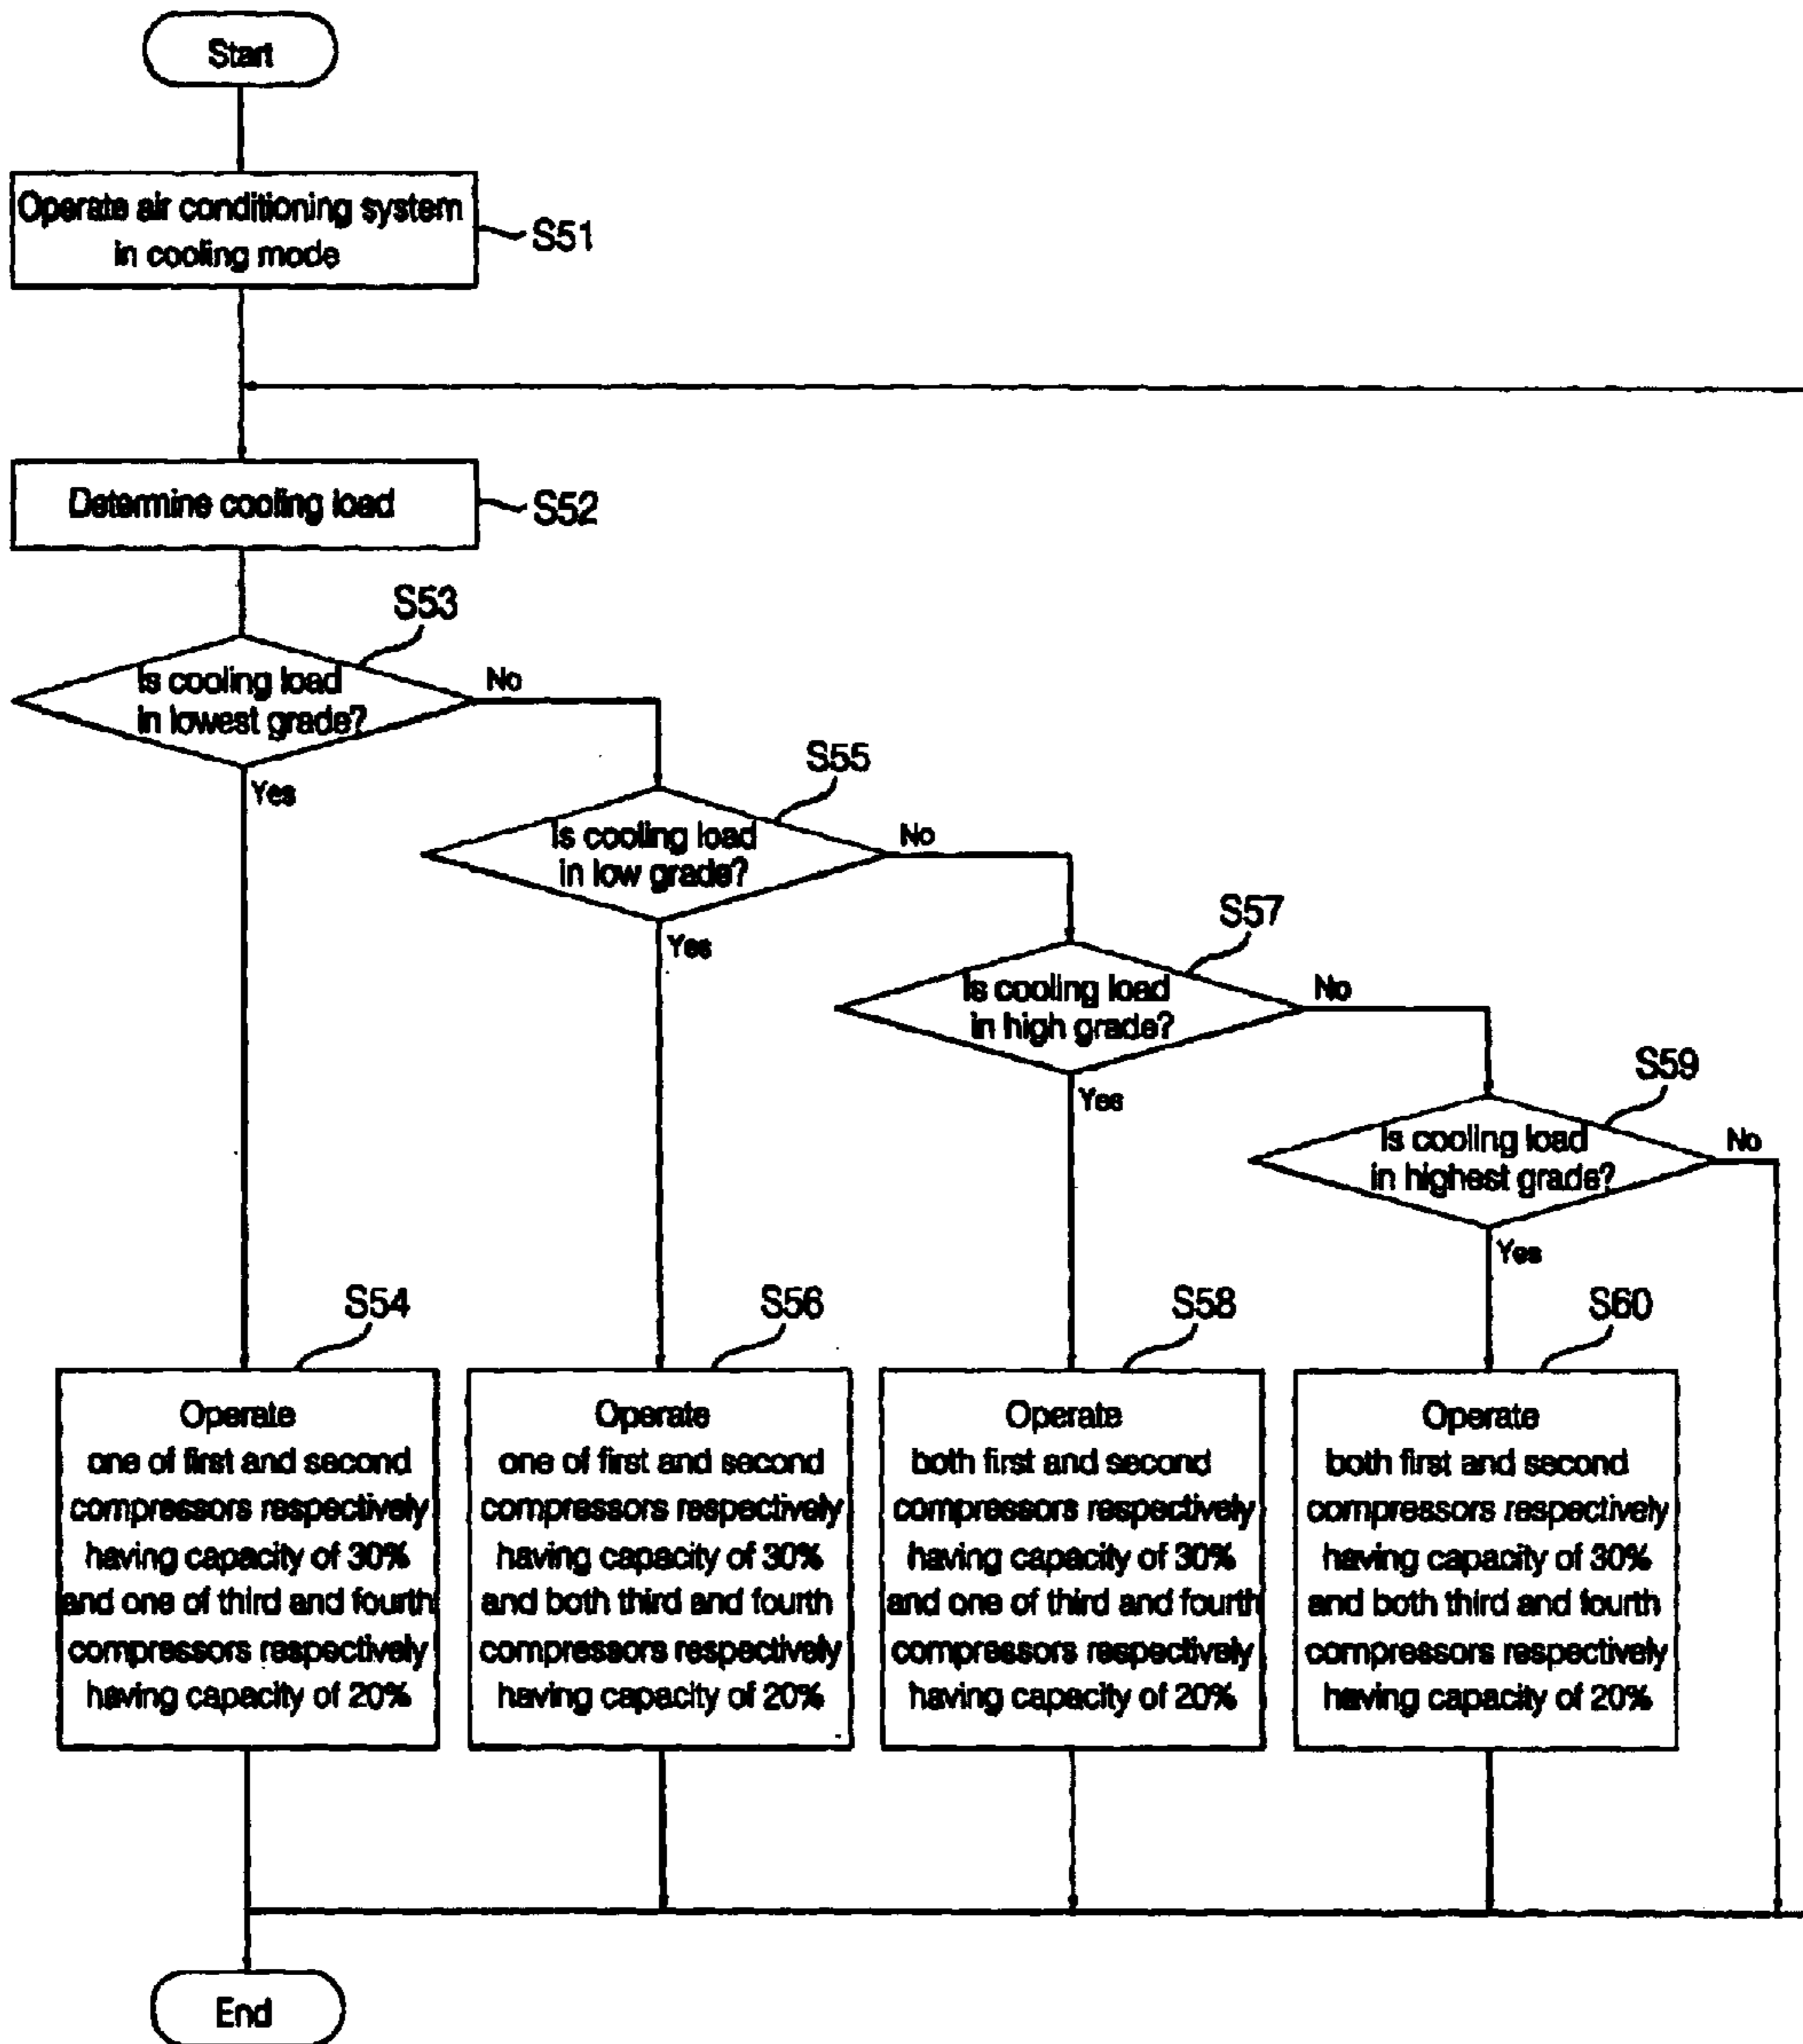 Start
Operate air conditioning system
in cooling mode
S51
Determine cooling load
S52
S53
Is cooling load
in lowest grade?
No
Yes
S55
Is cooling load
in low grade?
No
Yes
S57
Is cooling load
in high grade?
No
Yes
S59
Is cooling load
in highest grade?
No
Yes
S54
Operate
one of first and second
compressors respectively
having capacity of 30%
and one of third and fourth
compressors respectively
having capacity of 20%
S56
Operate
one of first and second
compressors respectively
having capacity of 30%
and both third and fourth
compressors respectively
having capacity of 20%
S58
Operate
both first and second
compressors respectively
having capacity of 30%
and one of third and fourth
compressors respectively
having capacity of 20%
S60
Operate
both first and second
compressors respectively
having capacity of 30%
and both third and fourth
compressors respectively
having capacity of 20%
End